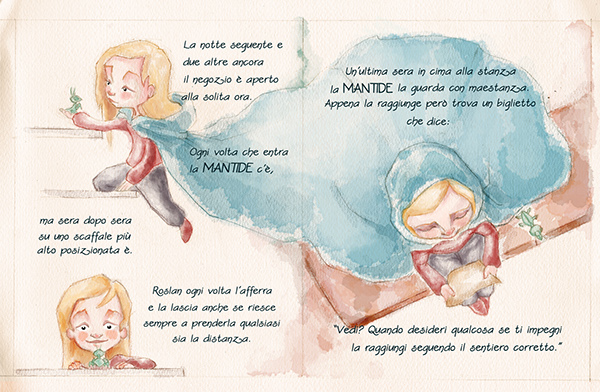 La notte seguente e
due altre ancora
il negozio è aperto
alla solita ora.
Ogni volta che entra
la MANTIDE c'è,
ma sera dopo sera
su uno scaffale più
alto posizionata è.
Roslan ogni volta l'afferra
e la lascia anche se riesce
sempre a prenderla qualsiasi
sia la distanza.
Un'ultima sera in cima alla stanza
la MANTIDE la guarda con maestanza.
Appena la raggiunge però trova un biglietto
che dice:
"Vedi? Quando desideri qualcosa se ti impegni
la raggiungi seguendo il sentiero corretto."